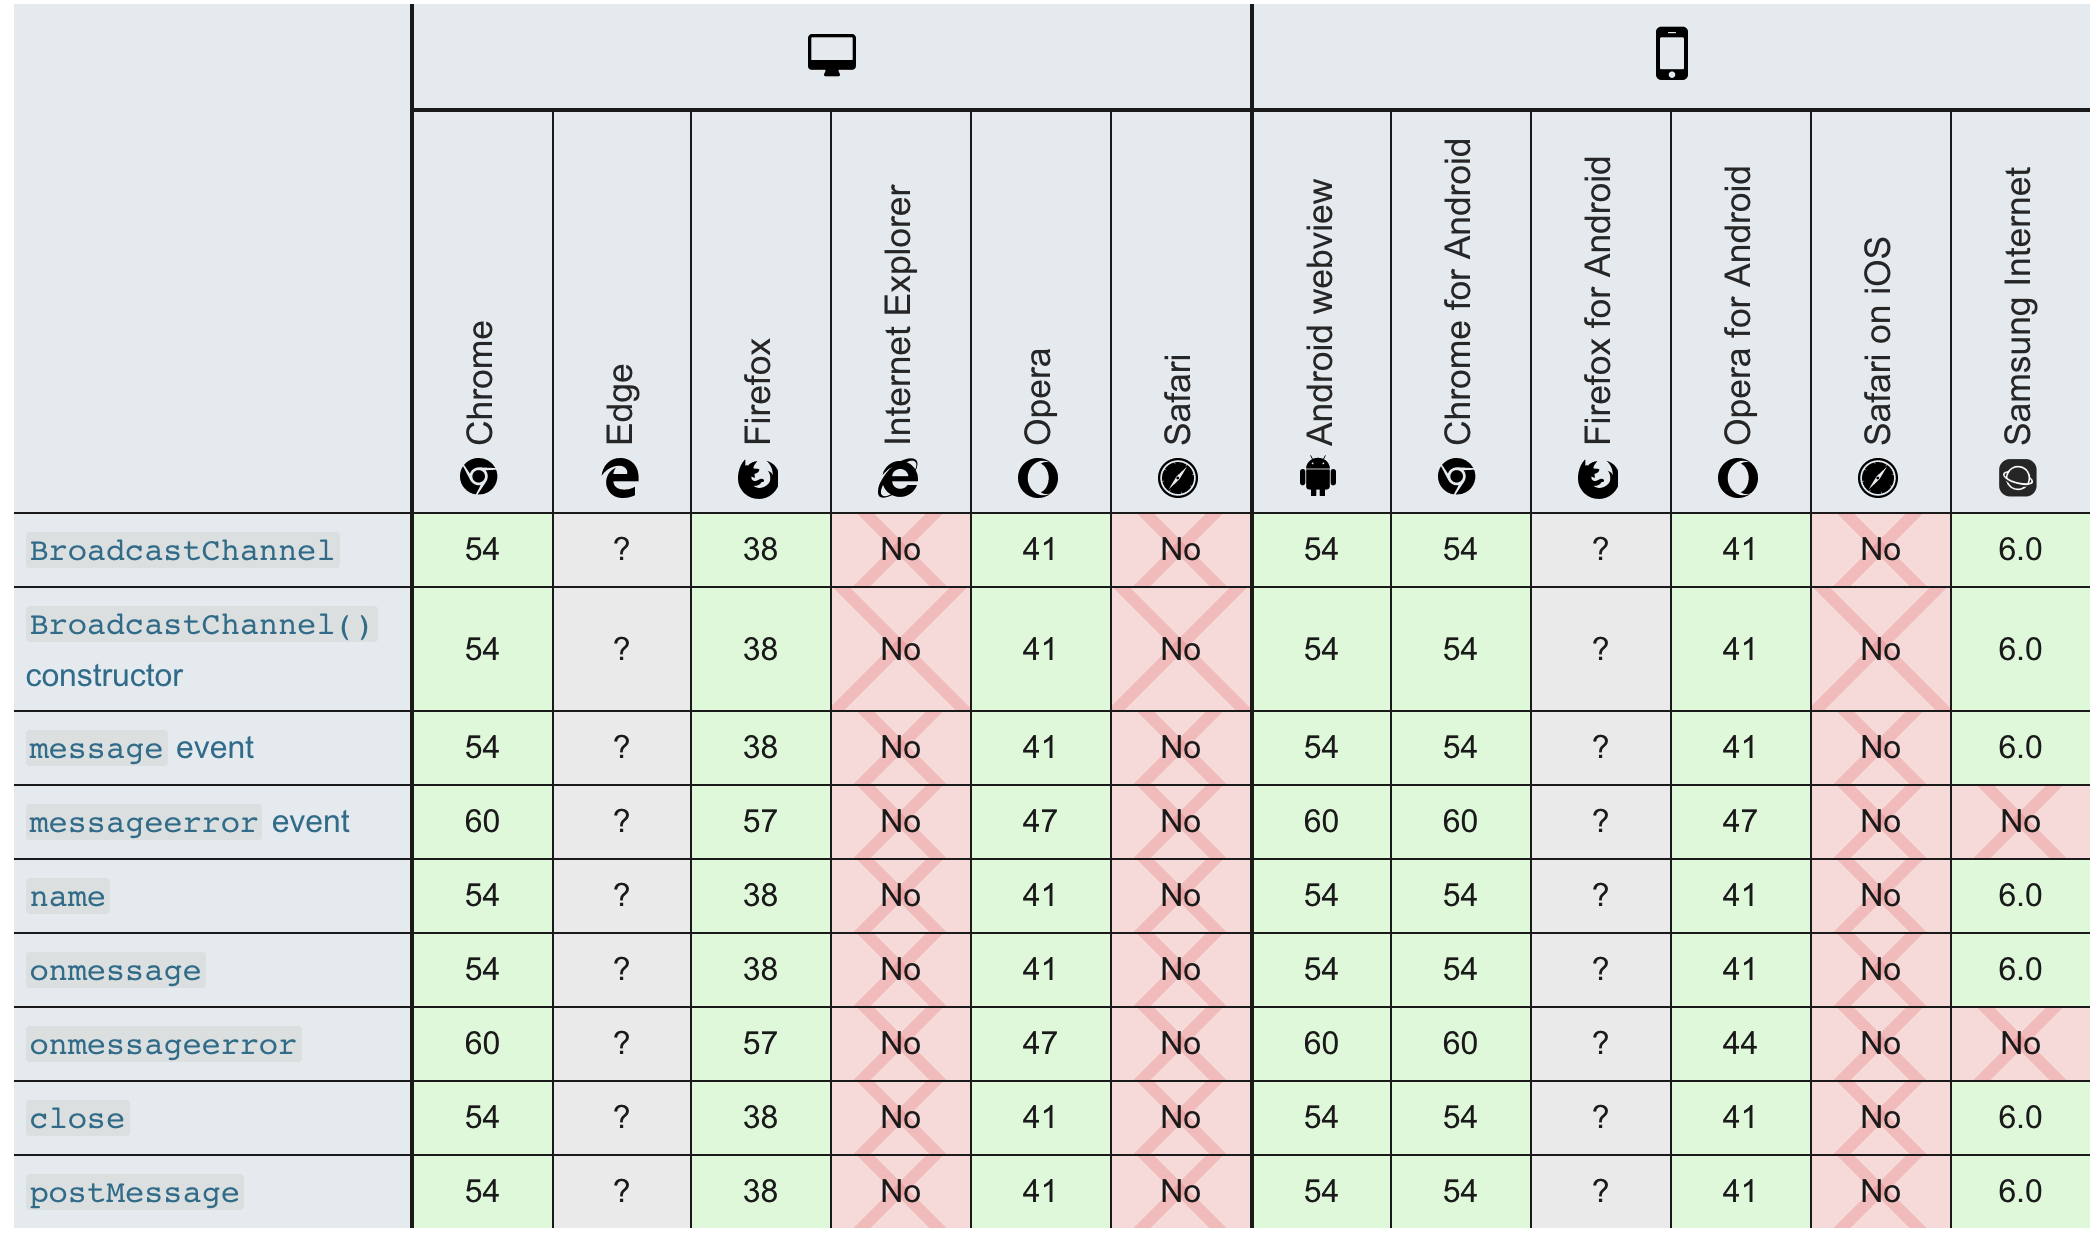 Chrome
Edge
Firefox
Internet Explorer
Opera
Safari
Android webview
Chrome for Android
Firefox for Android
Opera for Android
Safari on iOS
Samsung Internet
BroadcastChannel 54 ? 38 No 41 No 54 54 ? 41 No 6.0
BroadcastChannel()
constructor 54 ? 38 No 41 No 54 54 ? 41 No 6.0
message event 54 ? 38 No 41 No 54 54 ? 41 No 6.0
messageerror event 60 ? 57 No 47 No 60 60 ? 47 No No
name 54 ? 38 No 41 No 54 54 ? 41 No 6.0
onmessage 54 ? 38 No 41 No 54 54 ? 41 No 6.0
onmessageerror 60 ? 57 No 47 No 60 60 ? 44 No No
close 54 ? 38 No 41 No 54 54 ? 41 No 6.0
postMessage 54 ? 38 No 41 No 54 54 ? 41 No 6.0